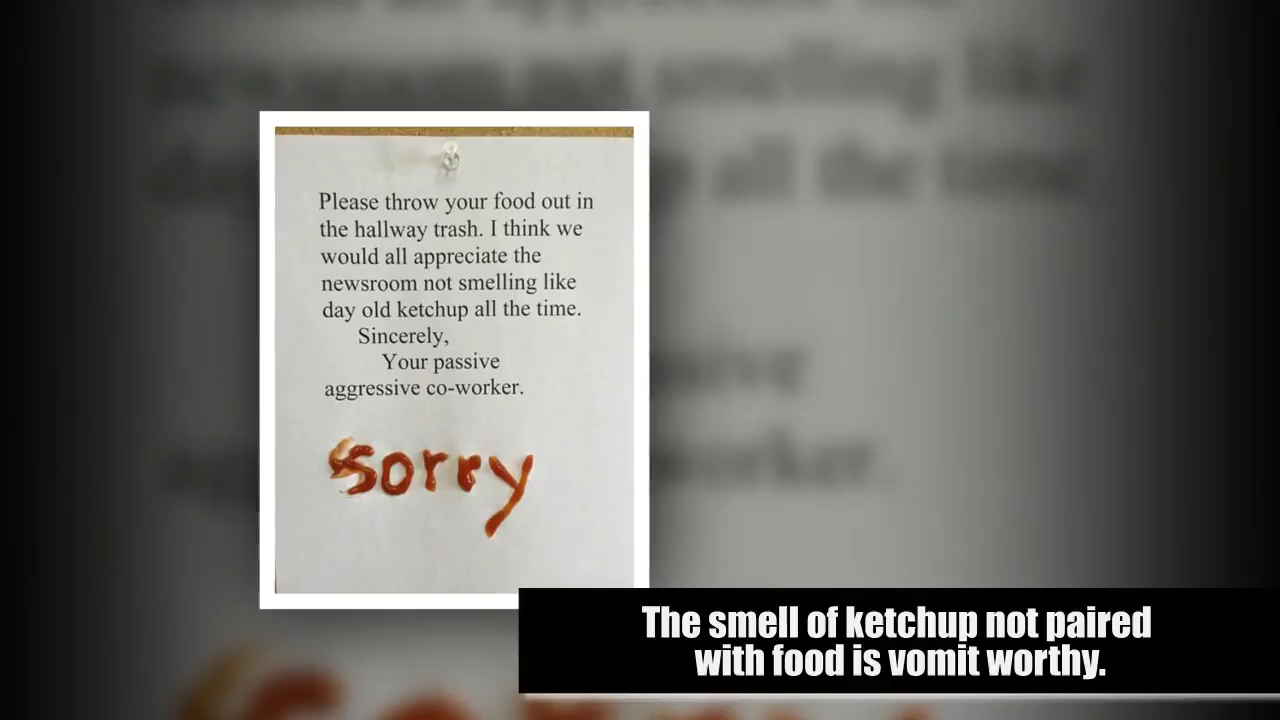 Please throw your food out in
the hallway trash. I think we
would all appreciate the
newsroom not smelling like
day old ketchup all the time.
Sincerely,
Your passive
aggressive co-worker.
sorry
The smell of ketchup not paired
with food is vomit worthy.